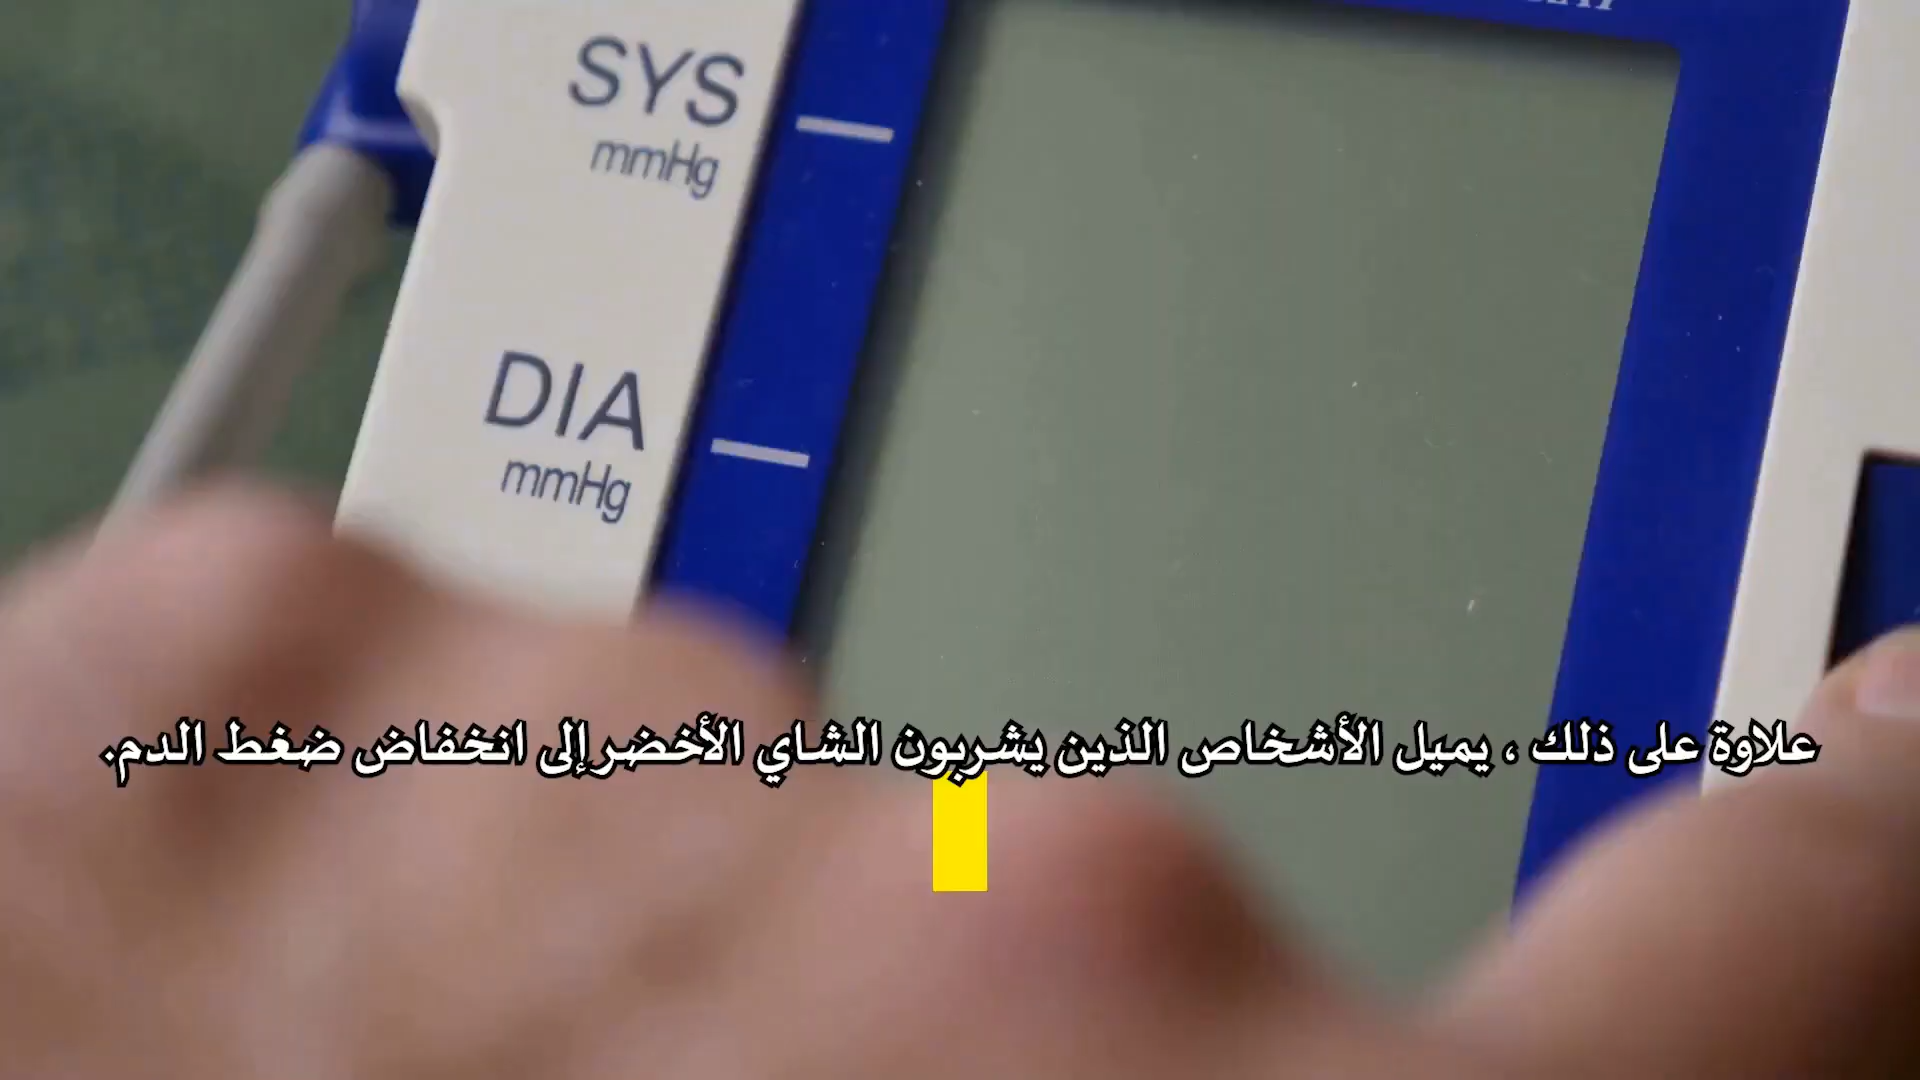 SYS
mmHg
DIA
mmHg
علاوة على ذلك ، يميل الأشخاص الذين يشربون الشاي الأخضر إلى انخفاض ضغط الدم.